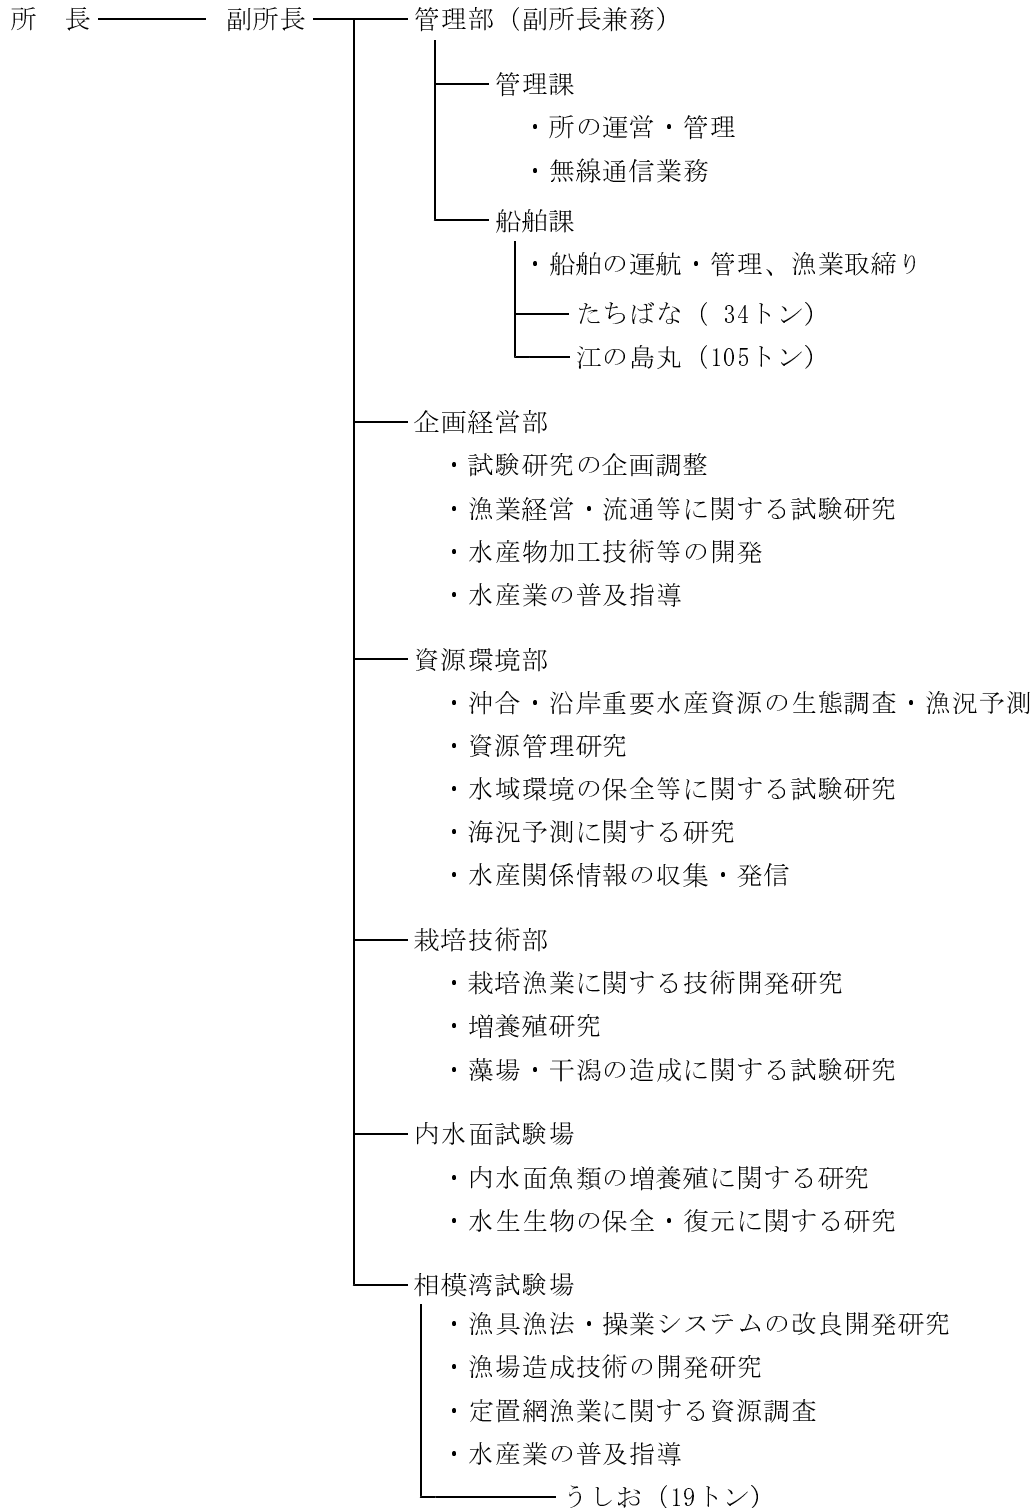 所　長　副所長　管理部（副所長兼務）
管理課
・所の運営・管理
・無線通信業務
船舶課
・船舶の運航・管理、漁業取締り
たちばな（ 34トン）
江の島丸（105トン）
企画経営部
・試験研究の企画調整
・漁業経営・流通等に関する試験研究
・水産物加工技術等の開発
・水産業の普及指導
資源環境部
・沖合・沿岸重要水産資源の生態調査・漁況予測
・資源管理研究
・水域環境の保全等に関する試験研究
・海況予測に関する研究
・水産関係情報の収集・発信
栽培技術部
・栽培漁業に関する技術開発研究
・増養殖研究
・藻場・干潟の造成に関する試験研究
内水面試験場
・内水面魚類の増養殖に関する研究
・水生生物の保全・復元に関する研究
相模湾試験場
・漁具漁法・操業システムの改良開発研究
・漁場造成技術の開発研究
・定置網漁業に関する資源調査
・水産業の普及指導
うしお（19トン）